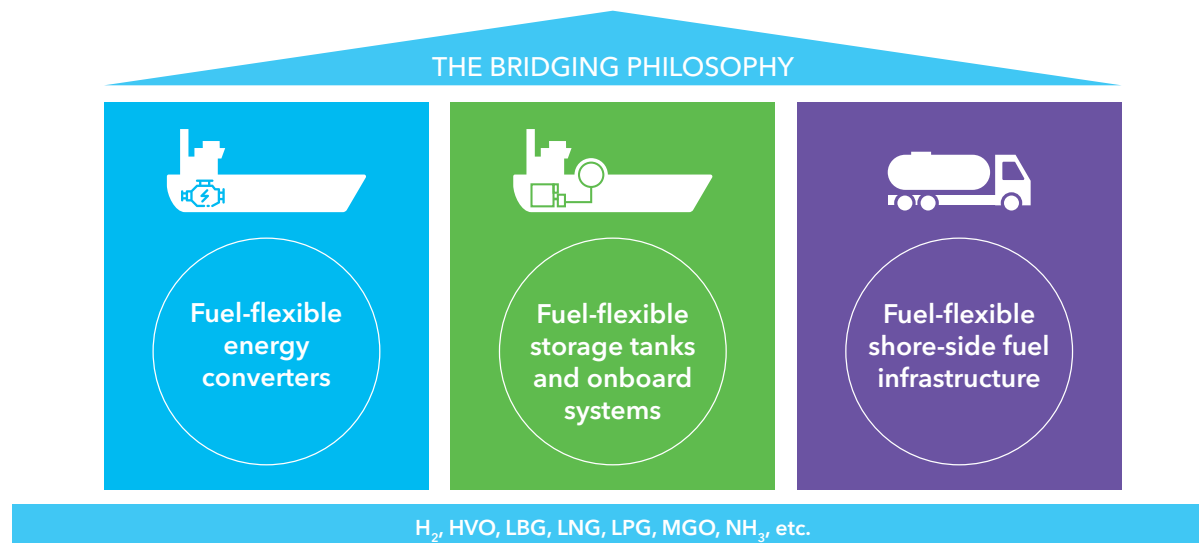 THE BRIDGING PHILOSOPHY
Fuel-flexible
energy
converters
Fuel-flexible
storage tanks
and onboard
systems
Fuel-flexible
shore-side fuel
infrastructure
H₂, HVO, LBG, LNG, LPG, MGO, NH₃, etc.